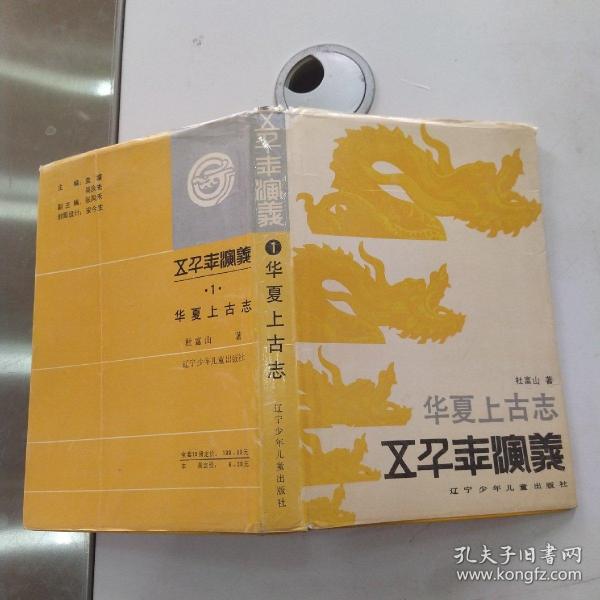 主　编：
副主编：
封面设计：
五千年演義
·1·
华夏上古志
杜富山　著
辽宁少年儿童出版社
五千年演義
1
华夏上古志
辽宁少年儿童出版社
杜富山 著
华夏上古志
五千年演義
辽宁少年儿童出版社
孔夫子旧书网
www.kongfz.com